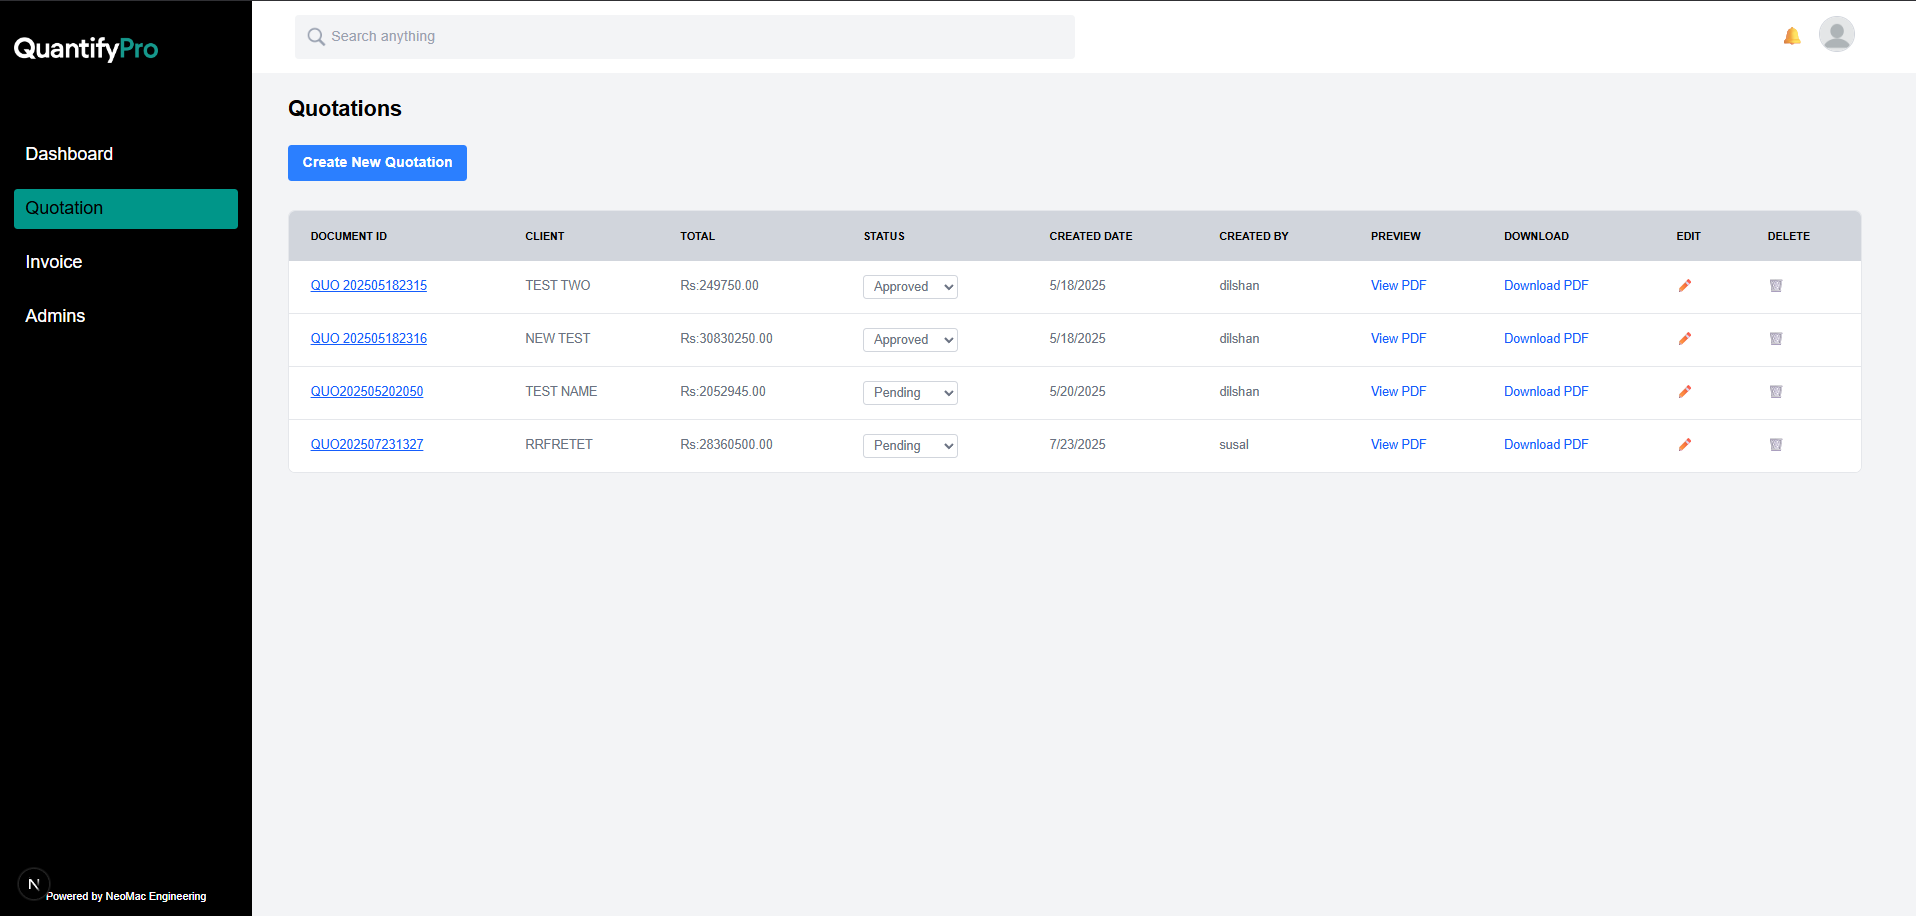 QuantifyPro
Search anything
Dashboard
Quotation
Invoice
Admins
Quotations
Create New Quotation
DOCUMENT ID CLIENT TOTAL STATUS CREATED DATE CREATED BY PREVIEW DOWNLOAD EDIT DELETE
QUO 202505182315 TEST TWO Rs:249750.00 Approved 5/18/2025 dilshan View PDF Download PDF
QUO 202505182316 NEW TEST Rs:30830250.00 Approved 5/18/2025 dilshan View PDF Download PDF
QUO202505202050 TEST NAME Rs:2052945.00 Pending 5/20/2025 dilshan View PDF Download PDF
QUO202507231327 RRFRETET Rs:28360500.00 Pending 7/23/2025 susal View PDF Download PDF
N
Powered by NeoMac Engineering